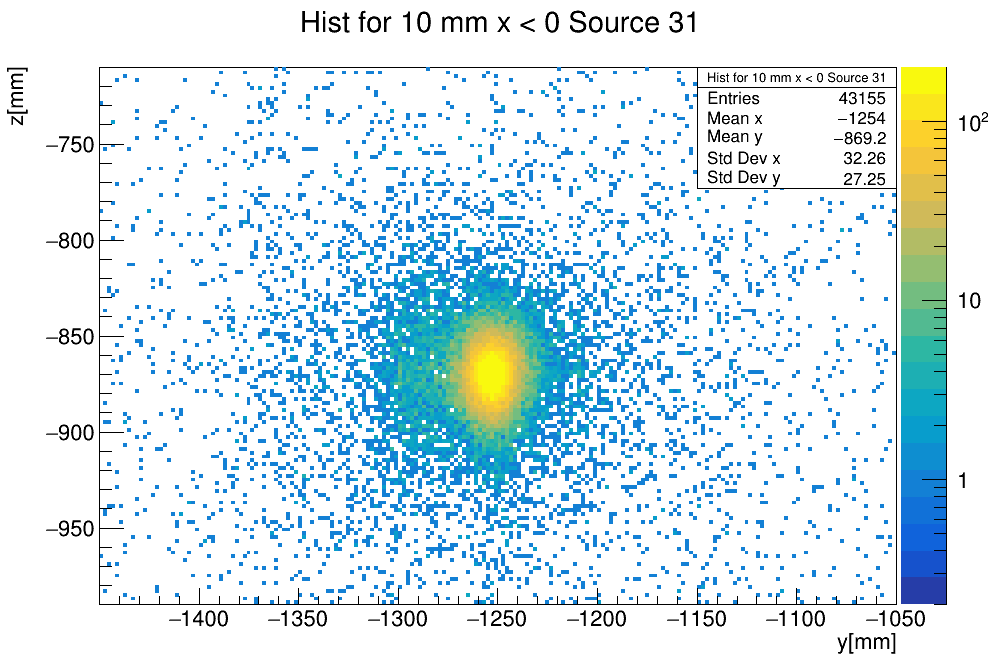 Hist for 10 mm x < 0 Source 31
z[mm]
Hist for 10 mm x < 0 Source 31
Entries 43155
Mean x −1254
Mean y −869.2
Std Dev x 32.26
Std Dev y 27.25
−750
−800
−850
−900
−950
10²
10
1
−1400 −1350 −1300 −1250 −1200 −1150 −1100 −1050
y[mm]